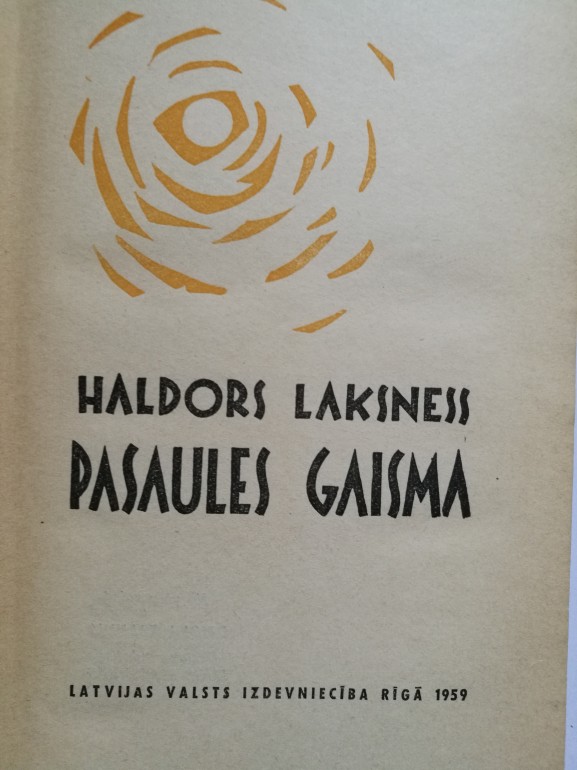 HALDORS LAKSNESS
PASAULES GAISMA
LATVIJAS VALSTS IZDEVNIECĪBA RĪGĀ 1959